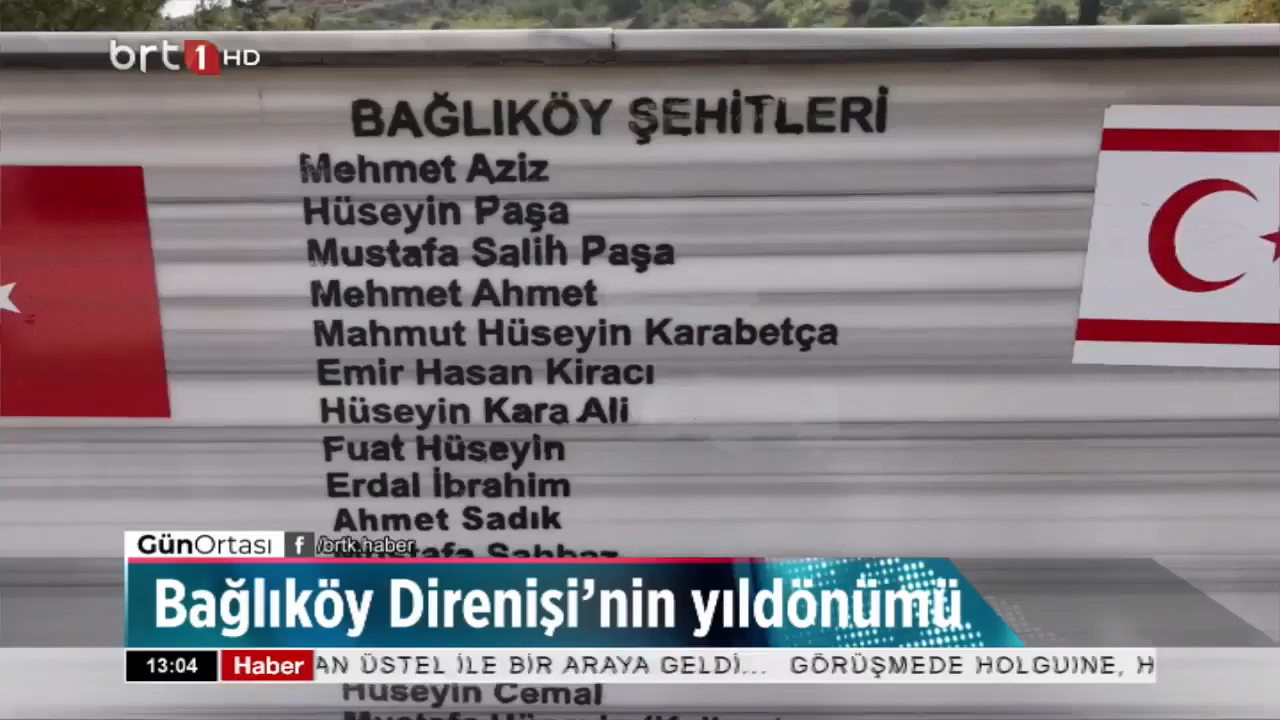 brt 1 HD
BAĞLIKÖY ŞEHİTLERİ
Mehmet Aziz
Hüseyin Paşa
Mustafa Salih Paşa
Mehmet Ahmet
Mahmut Hüseyin Karabetça
Emir Hasan Kiracı
Hüseyin Kara Ali
Fuat Hüseyin
Erdal İbrahim
Ahmet Sadık
GünOrtası f /brtk.haber
Bağlıköy Direnişi'nin yıldönümü
13:04 Haber AN ÜSTEL İLE BİR ARAYA GELDİ... GÖRÜŞMEDE HOLGUINE, H
Hüseyin Cemal